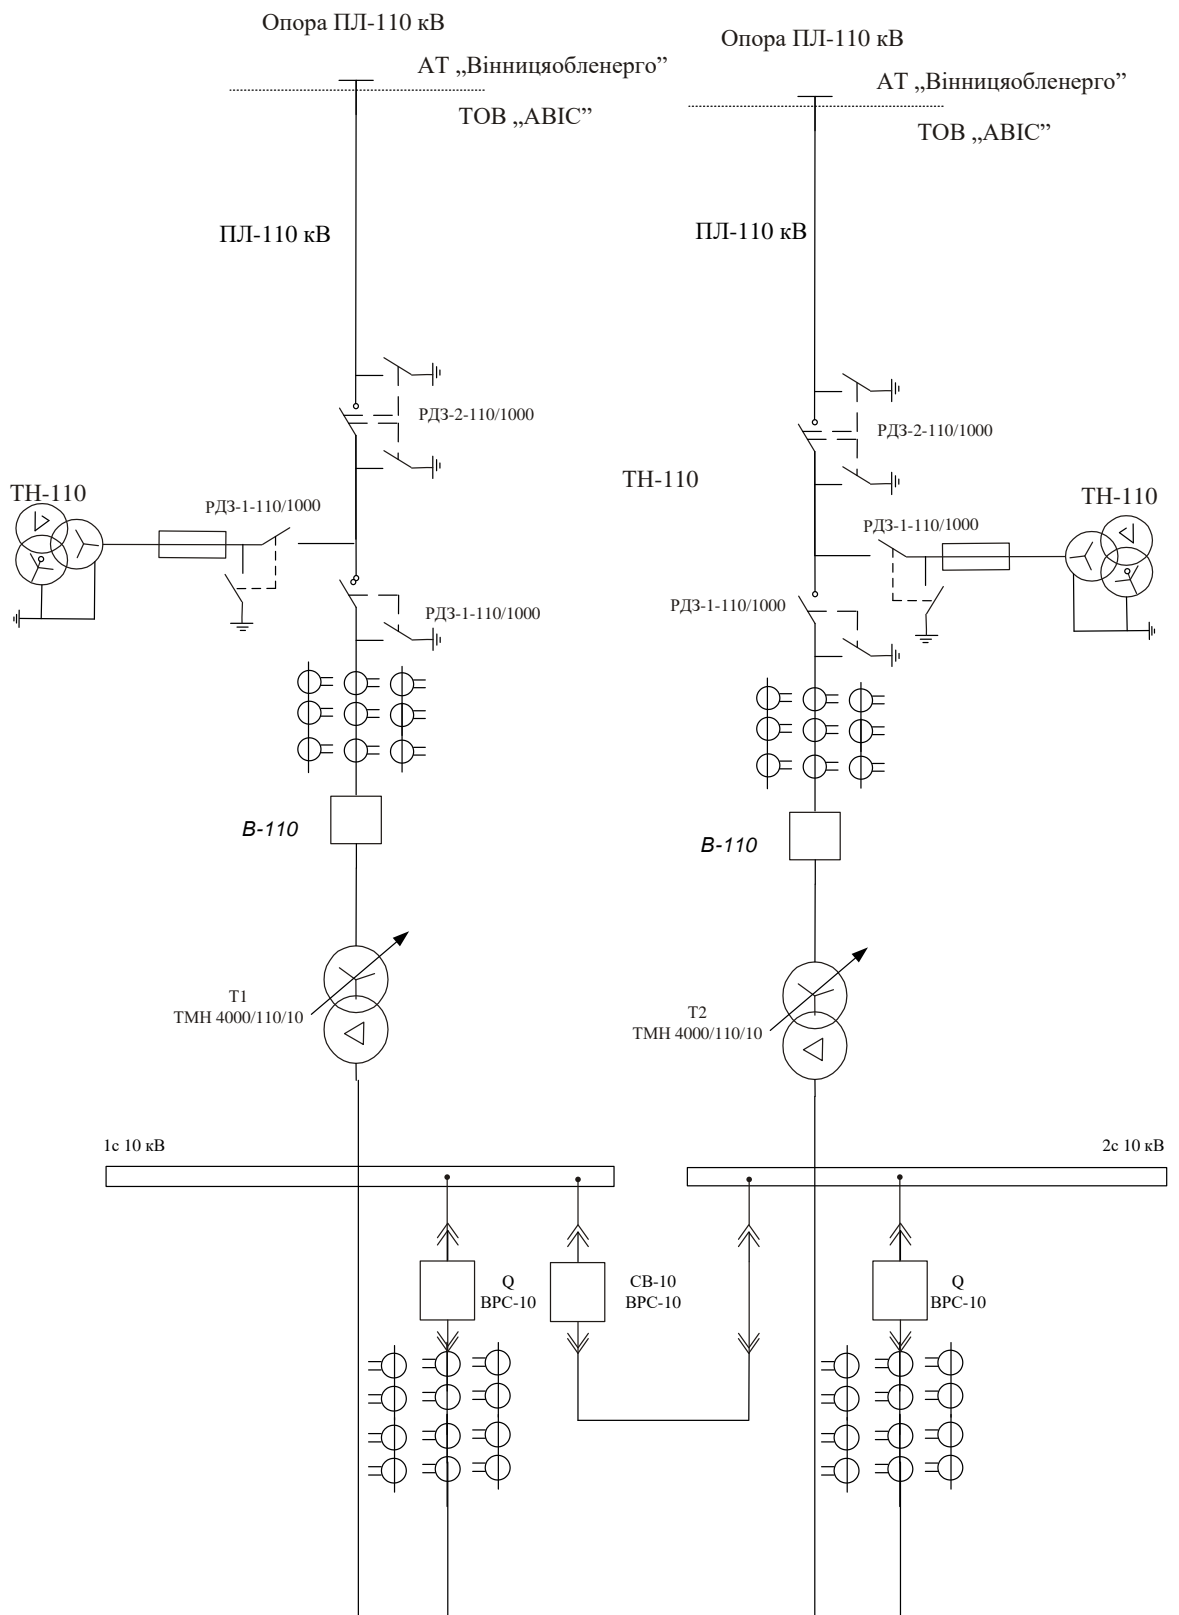 Опора ПЛ-110 кВ
Опора ПЛ-110 кВ
АТ „Вінницяобленерго”
АТ „Вінницяобленерго”
ТОВ „АВІС”
ТОВ „АВІС”
ПЛ-110 кВ
ПЛ-110 кВ
РДЗ-2-110/1000
РДЗ-2-110/1000
ТН-110
ТН-110
ТН-110
РДЗ-1-110/1000
РДЗ-1-110/1000
РДЗ-1-110/1000
РДЗ-1-110/1000
В-110
В-110
Т1
ТМН 4000/110/10
Т2
ТМН 4000/110/10
1с 10 кВ
2с 10 кВ
Q
ВРС-10
СВ-10
ВРС-10
Q
ВРС-10